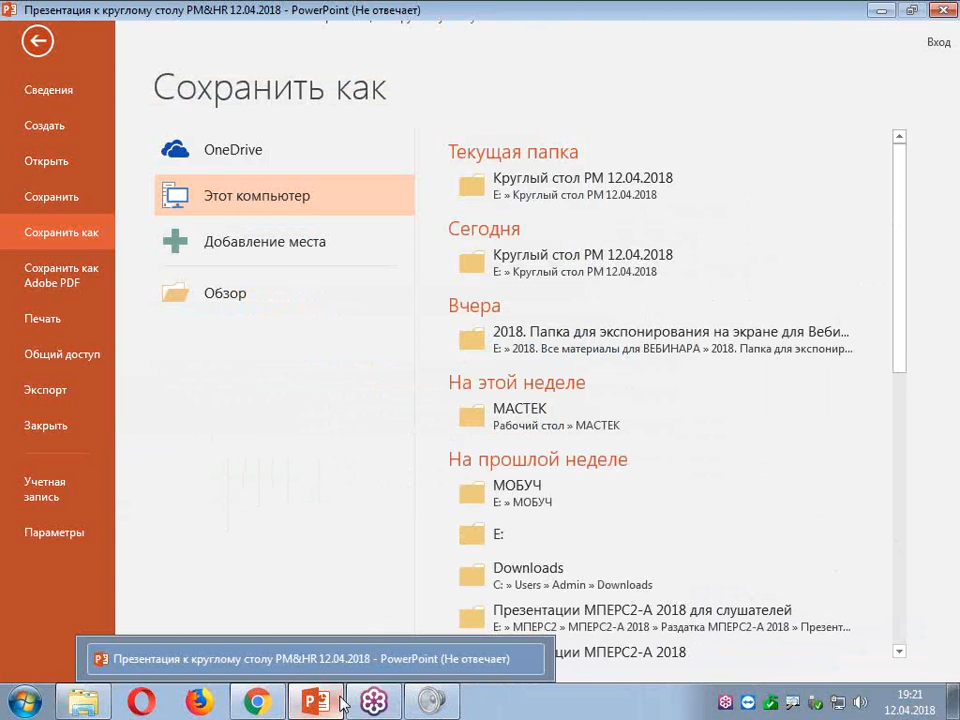 Презентация к круглому столу PM&HR 12.04.2018 - PowerPoint (Не отвечает)
Вход
Сведения
Создать
Открыть
Сохранить
Сохранить как
Сохранить как
Adobe PDF
Печать
Общий доступ
Экспорт
Закрыть
Учетная
запись
Параметры
Сохранить как
OneDrive
Этот компьютер
Добавление места
Обзор
Текущая папка
Круглый стол PM 12.04.2018
E: » Круглый стол PM 12.04.2018
Сегодня
Круглый стол PM 12.04.2018
E: » Круглый стол PM 12.04.2018
Вчера
2018. Папка для экспонирования на экране для Веби...
E: » 2018. Все материалы для ВЕБИНАРА » 2018. Папка для экспонир...
На этой неделе
МАСТЕК
Рабочий стол » МАСТЕК
На прошлой неделе
МОБУЧ
E: » МОБУЧ
E:
Downloads
C: » Users » Admin » Downloads
Презентации МПЕРС2-А 2018 для слушателей
E: » МПЕРС2 » МПЕРС2-А 2018 » Раздатка МПЕРС2-А 2018 » Презент...
МПЕРС2-А 2018
Презентация к круглому столу PM&HR 12.04.2018 - PowerPoint (Не отвечает)
19:21
12.04.2018